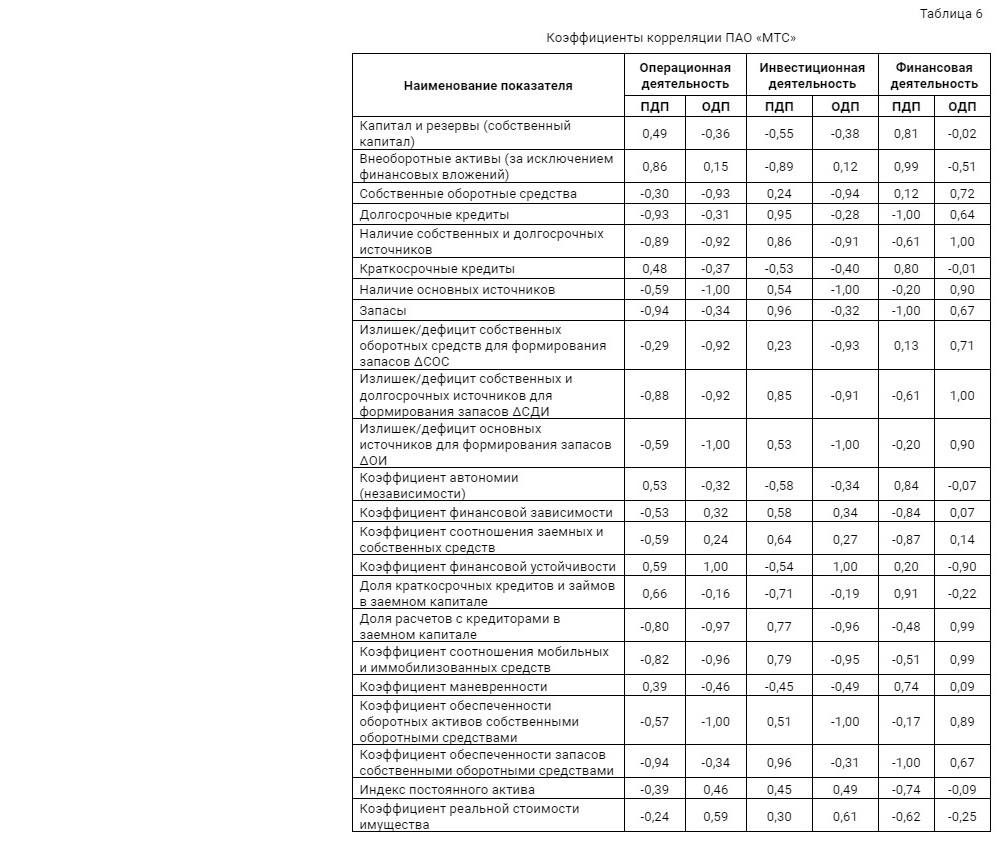 Таблица 6
Коэффициенты корреляции ПАО «МТС»
Наименование показателя
Операционная деятельность
Инвестиционная деятельность
Финансовая деятельность
ПДП ОДП ПДП ОДП ПДП ОДП
Капитал и резервы (собственный
капитал)
0,49 -0,36 -0,55 -0,38 0,81 -0,02
Внеоборотные активы (за исключением
финансовых вложений)
0,86 0,15 -0,89 0,12 0,99 -0,51
Собственные оборотные средства -0,30 -0,93 0,24 -0,94 0,12 0,72
Долгосрочные кредиты -0,93 -0,31 0,95 -0,28 -1,00 0,64
Наличие собственных и долгосрочных
источников
-0,89 -0,92 0,86 -0,91 -0,61 1,00
Краткосрочные кредиты 0,48 -0,37 -0,53 -0,40 0,80 -0,01
Наличие основных источников -0,59 -1,00 0,54 -1,00 -0,20 0,90
Запасы -0,94 -0,34 0,96 -0,32 -1,00 0,67
Излишек/дефицит собственных
оборотных средств для формирования
запасов ΔСОС
-0,29 -0,92 0,23 -0,93 0,13 0,71
Излишек/дефицит собственных и
долгосрочных источников для
формирования запасов ΔСДИ
-0,88 -0,92 0,85 -0,91 -0,61 1,00
Излишек/дефицит основных
источников для формирования запасов
ΔОИ
-0,59 -1,00 0,53 -1,00 -0,20 0,90
Коэффициент автономии
(независимости)
0,53 -0,32 -0,58 -0,34 0,84 -0,07
Коэффициент финансовой зависимости -0,53 0,32 0,58 0,34 -0,84 0,07
Коэффициент соотношения заемных и
собственных средств
-0,59 0,24 0,64 0,27 -0,87 0,14
Коэффициент финансовой устойчивости 0,59 1,00 -0,54 1,00 0,20 -0,90
Доля краткосрочных кредитов и займов
в заемном капитале
0,66 -0,16 -0,71 -0,19 0,91 -0,22
Доля расчетов с кредиторами в
заемном капитале
-0,80 -0,97 0,77 -0,96 -0,48 0,99
Коэффициент соотношения мобильных
и иммобилизованных средств
-0,82 -0,96 0,79 -0,95 -0,51 0,99
Коэффициент маневренности 0,39 -0,46 -0,45 -0,49 0,74 0,09
Коэффициент обеспеченности
оборотных активов собственными
оборотными средствами
-0,57 -1,00 0,51 -1,00 -0,17 0,89
Коэффициент обеспеченности запасов
собственными оборотными средствами
-0,94 -0,34 0,96 -0,31 -1,00 0,67
Индекс постоянного актива -0,39 0,46 0,45 0,49 -0,74 -0,09
Коэффициент реальной стоимости
имущества
-0,24 0,59 0,30 0,61 -0,62 -0,25